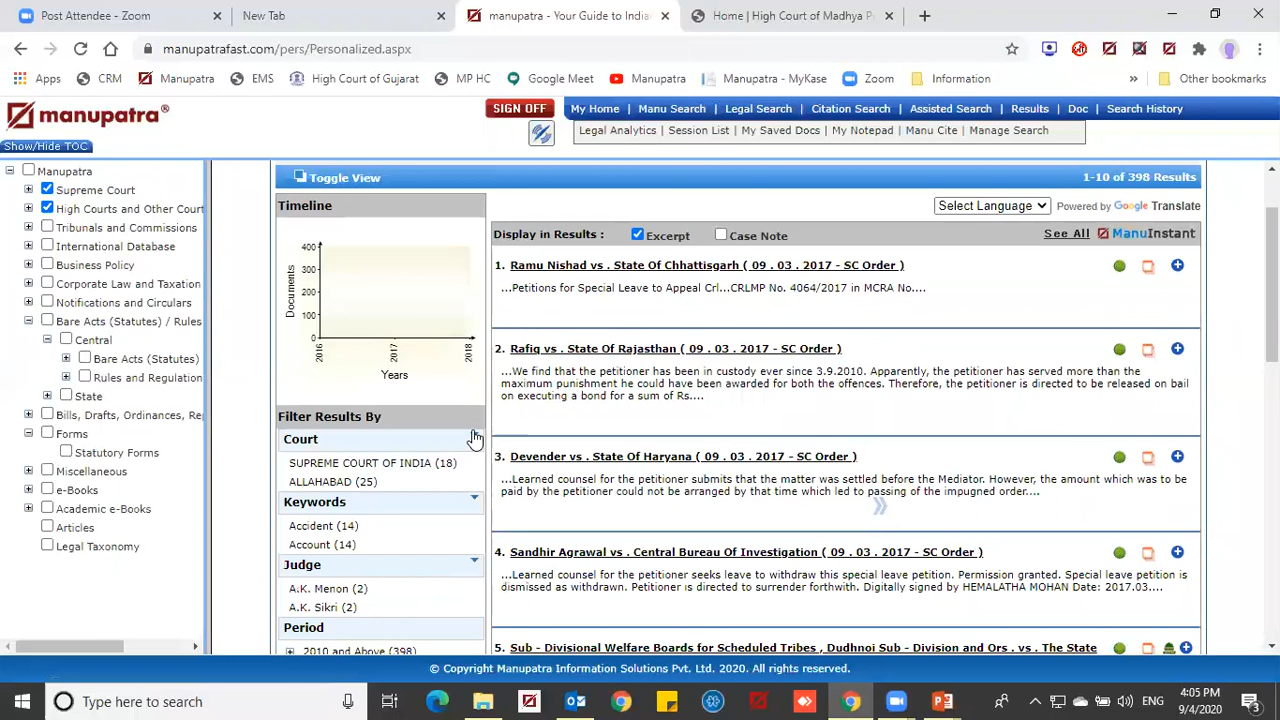 Post Attendee - Zoom
New Tab
manupatra - Your Guide to India
Home | High Court of Madhya P
manupatrafast.com/pers/Personalized.aspx
Apps CRM Manupatra EMS High Court of Gujarat MP HC Google Meet Manupatra Manupatra - MyKase Zoom Information » Other bookmarks
manupatra®
SIGN OFF
My Home | Manu Search | Legal Search | Citation Search | Assisted Search | Results | Doc | Search History
Legal Analytics | Session List | My Saved Docs | My Notepad | Manu Cite | Manage Search
Show/Hide TOC
Manupatra
Supreme Court
High Courts and Other Court
Tribunals and Commissions
International Database
Business Policy
Corporate Law and Taxation
Notifications and Circulars
Bare Acts (Statutes) / Rules
Central
Bare Acts (Statutes)
Rules and Regulation
State
Bills, Drafts, Ordinances, Re
Forms
Statutory Forms
Miscellaneous
e-Books
Academic e-Books
Articles
Legal Taxonomy
Toggle View
1-10 of 398 Results
Timeline
Documents
400
300
200
100
0
2016
2017
2018
Years
Filter Results By
Court
SUPREME COURT OF INDIA (18)
ALLAHABAD (25)
Keywords
Accident (14)
Account (14)
Judge
A.K. Menon (2)
A.K. Sikri (2)
Period
2010 and Above (398)
Select Language
Powered by Google Translate
Display in Results : Excerpt Case Note
See All ManuInstant
1. Ramu Nishad vs . State Of Chhattisgarh ( 09 . 03 . 2017 - SC Order )
...Petitions for Special Leave to Appeal Crl...CRLMP No. 4064/2017 in MCRA No....
2. Rafiq vs . State Of Rajasthan ( 09 . 03 . 2017 - SC Order )
...We find that the petitioner has been in custody ever since 3.9.2010. Apparently, the petitioner has served more than the
maximum punishment he could have been awarded for both the offences. Therefore, the petitioner is directed to be released on bail
on executing a bond for a sum of Rs....
3. Devender vs . State Of Haryana ( 09 . 03 . 2017 - SC Order )
...Learned counsel for the petitioner submits that the matter was settled before the Mediator. However, the amount which was to be
paid by the petitioner could not be arranged by that time which led to passing of the impugned order....
4. Sandhir Agrawal vs . Central Bureau Of Investigation ( 09 . 03 . 2017 - SC Order )
...Learned counsel for the petitioner seeks leave to withdraw this special leave petition. Permission granted. Special leave petition is
dismissed as withdrawn. Petitioner is directed to surrender forthwith. Digitally signed by HEMALATHA MOHAN Date: 2017.03....
5. Sub - Divisional Welfare Boards for Scheduled Tribes , Dudhnoi Sub - Division and Ors . vs . The State
© Copyright Manupatra Information Solutions Pvt. Ltd. 2020. All rights reserved.
Type here to search
ENG
4:05 PM
9/4/2020
3